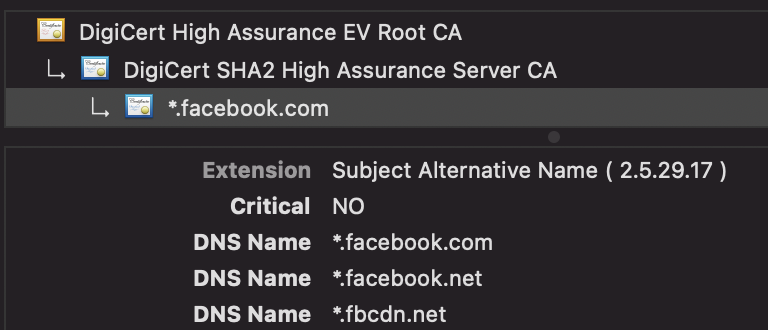 DigiCert High Assurance EV Root CA
DigiCert SHA2 High Assurance Server CA
*.facebook.com
Extension Subject Alternative Name ( 2.5.29.17 )
Critical NO
DNS Name *.facebook.com
DNS Name *.facebook.net
DNS Name *.fbcdn.net